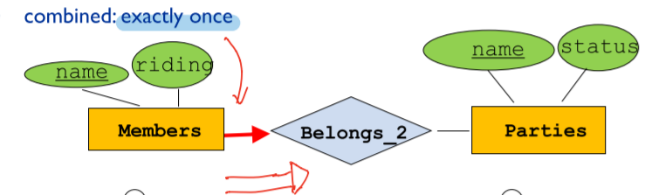 combined: exactly once
name
riding
name
status
Members
Belongs_2
Parties